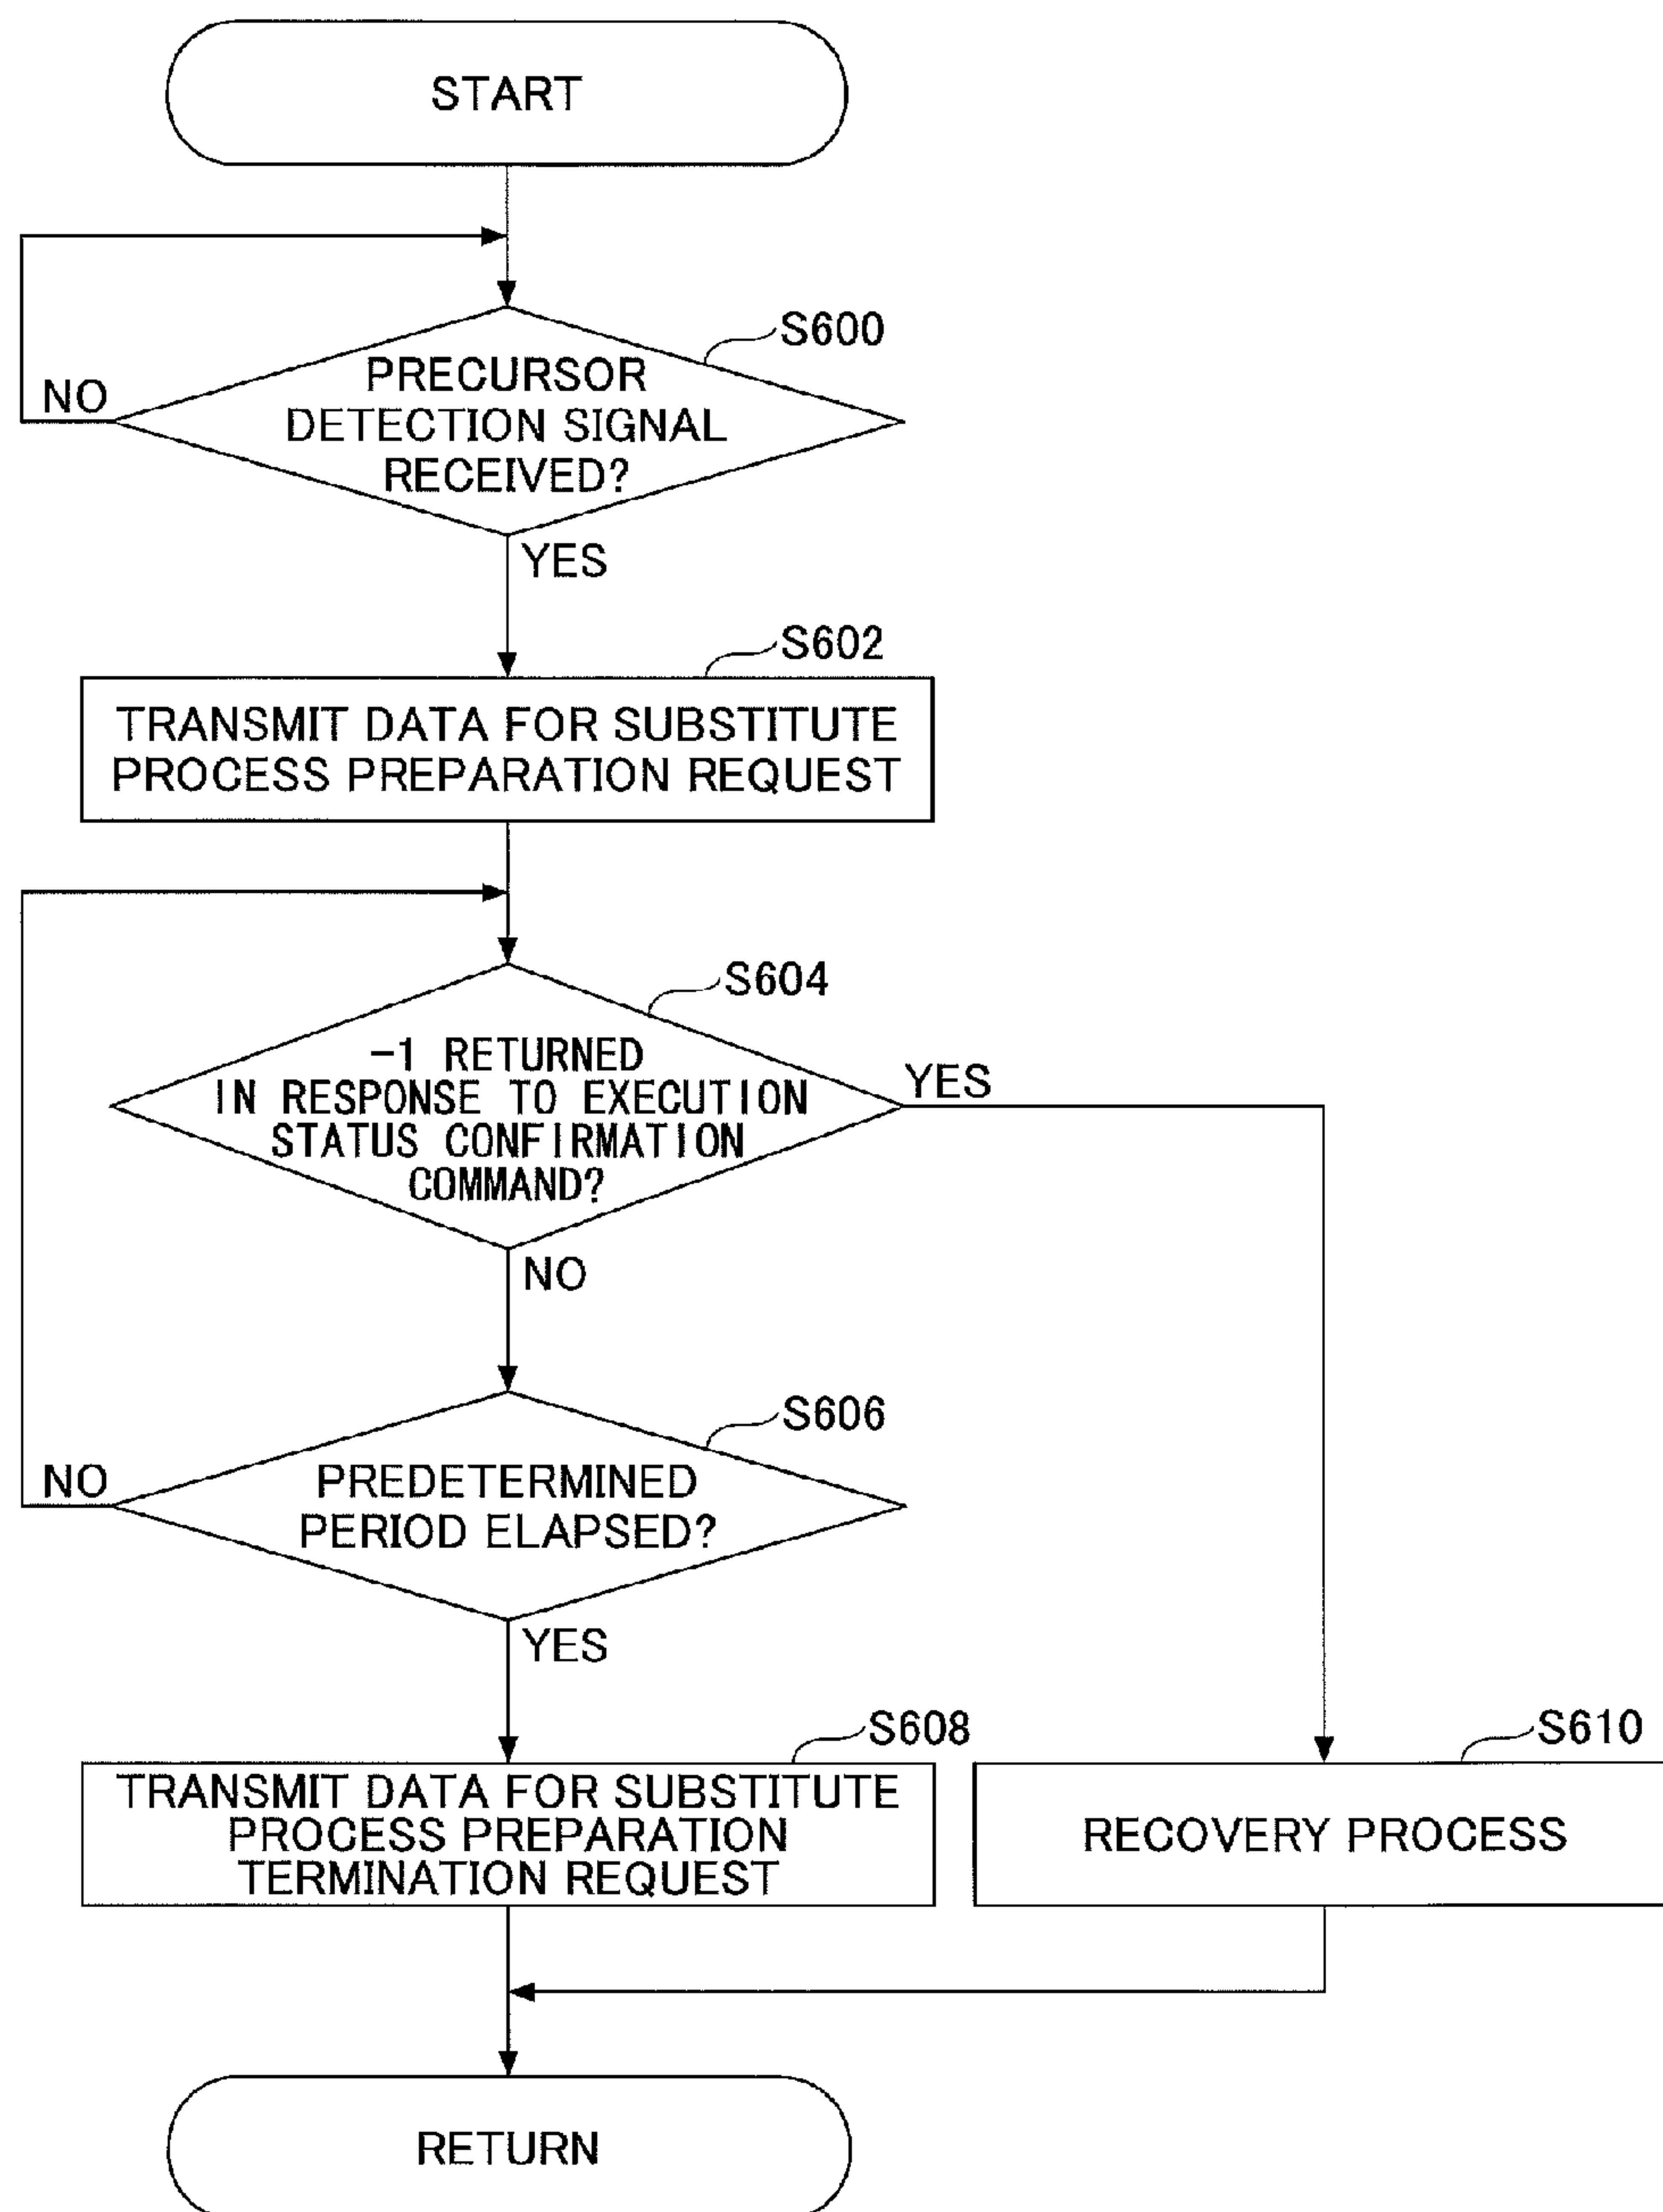 START
S600
PRECURSOR
DETECTION SIGNAL
RECEIVED?
NO
YES
S602
TRANSMIT DATA FOR SUBSTITUTE
PROCESS PREPARATION REQUEST
S604
-1 RETURNED
IN RESPONSE TO EXECUTION
STATUS CONFIRMATION
COMMAND?
YES
NO
S606
PREDETERMINED
PERIOD ELAPSED?
NO
YES
S608
TRANSMIT DATA FOR SUBSTITUTE
PROCESS PREPARATION
TERMINATION REQUEST
S610
RECOVERY PROCESS
RETURN